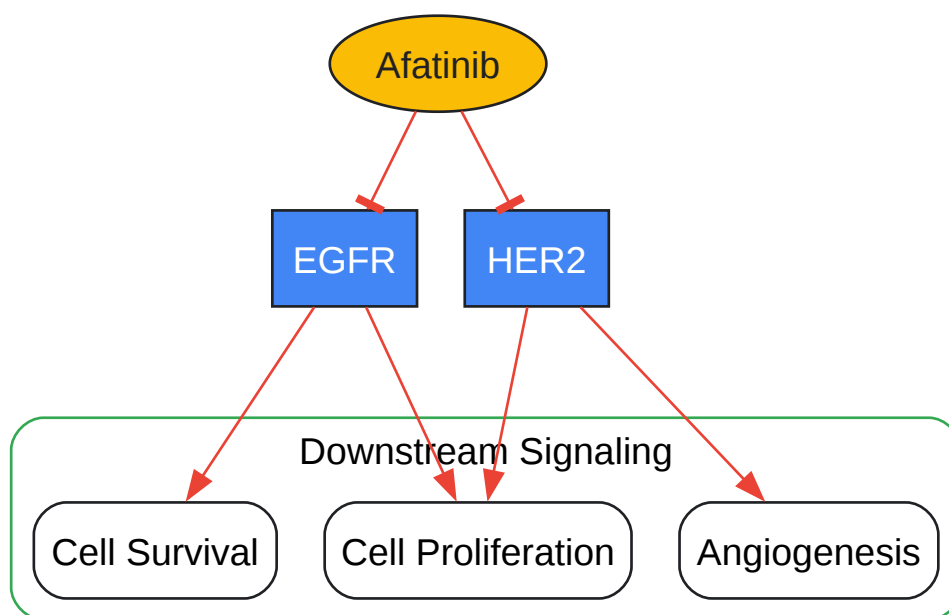 Afatinib
EGFR
HER2
Downstream Signaling
Cell Survival
Cell Proliferation
Angiogenesis